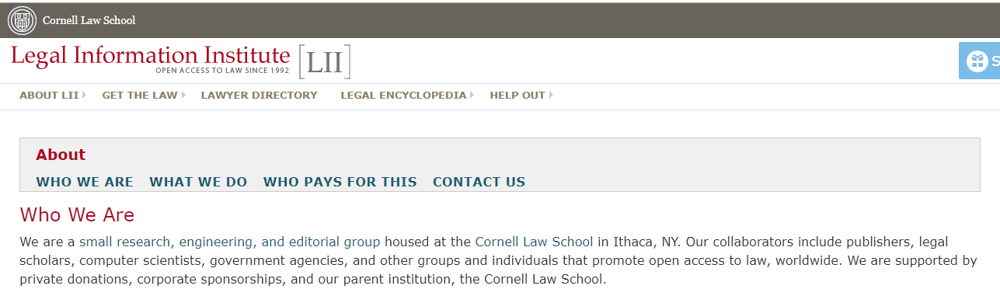 Cornell Law School
Legal Information Institute [LII]
OPEN ACCESS TO LAW SINCE 1992
S
ABOUT LII GET THE LAW LAWYER DIRECTORY LEGAL ENCYCLOPEDIA HELP OUT
About
WHO WE ARE WHAT WE DO WHO PAYS FOR THIS CONTACT US
Who We Are
We are a small research, engineering, and editorial group housed at the Cornell Law School in Ithaca, NY. Our collaborators include publishers, legal
scholars, computer scientists, government agencies, and other groups and individuals that promote open access to law, worldwide. We are supported by
private donations, corporate sponsorships, and our parent institution, the Cornell Law School.